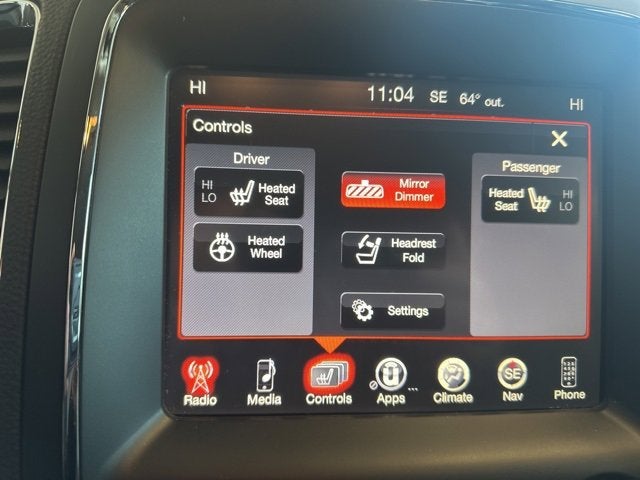 HI 11:04 SE 64° out. HI
Controls X
Driver
HI
LO
Heated
Seat
Heated
Wheel
Mirror
Dimmer
Headrest
Fold
Settings
Passenger
Heated
Seat
HI
LO
Radio Media Controls Apps... Climate Nav Phone
U
SE